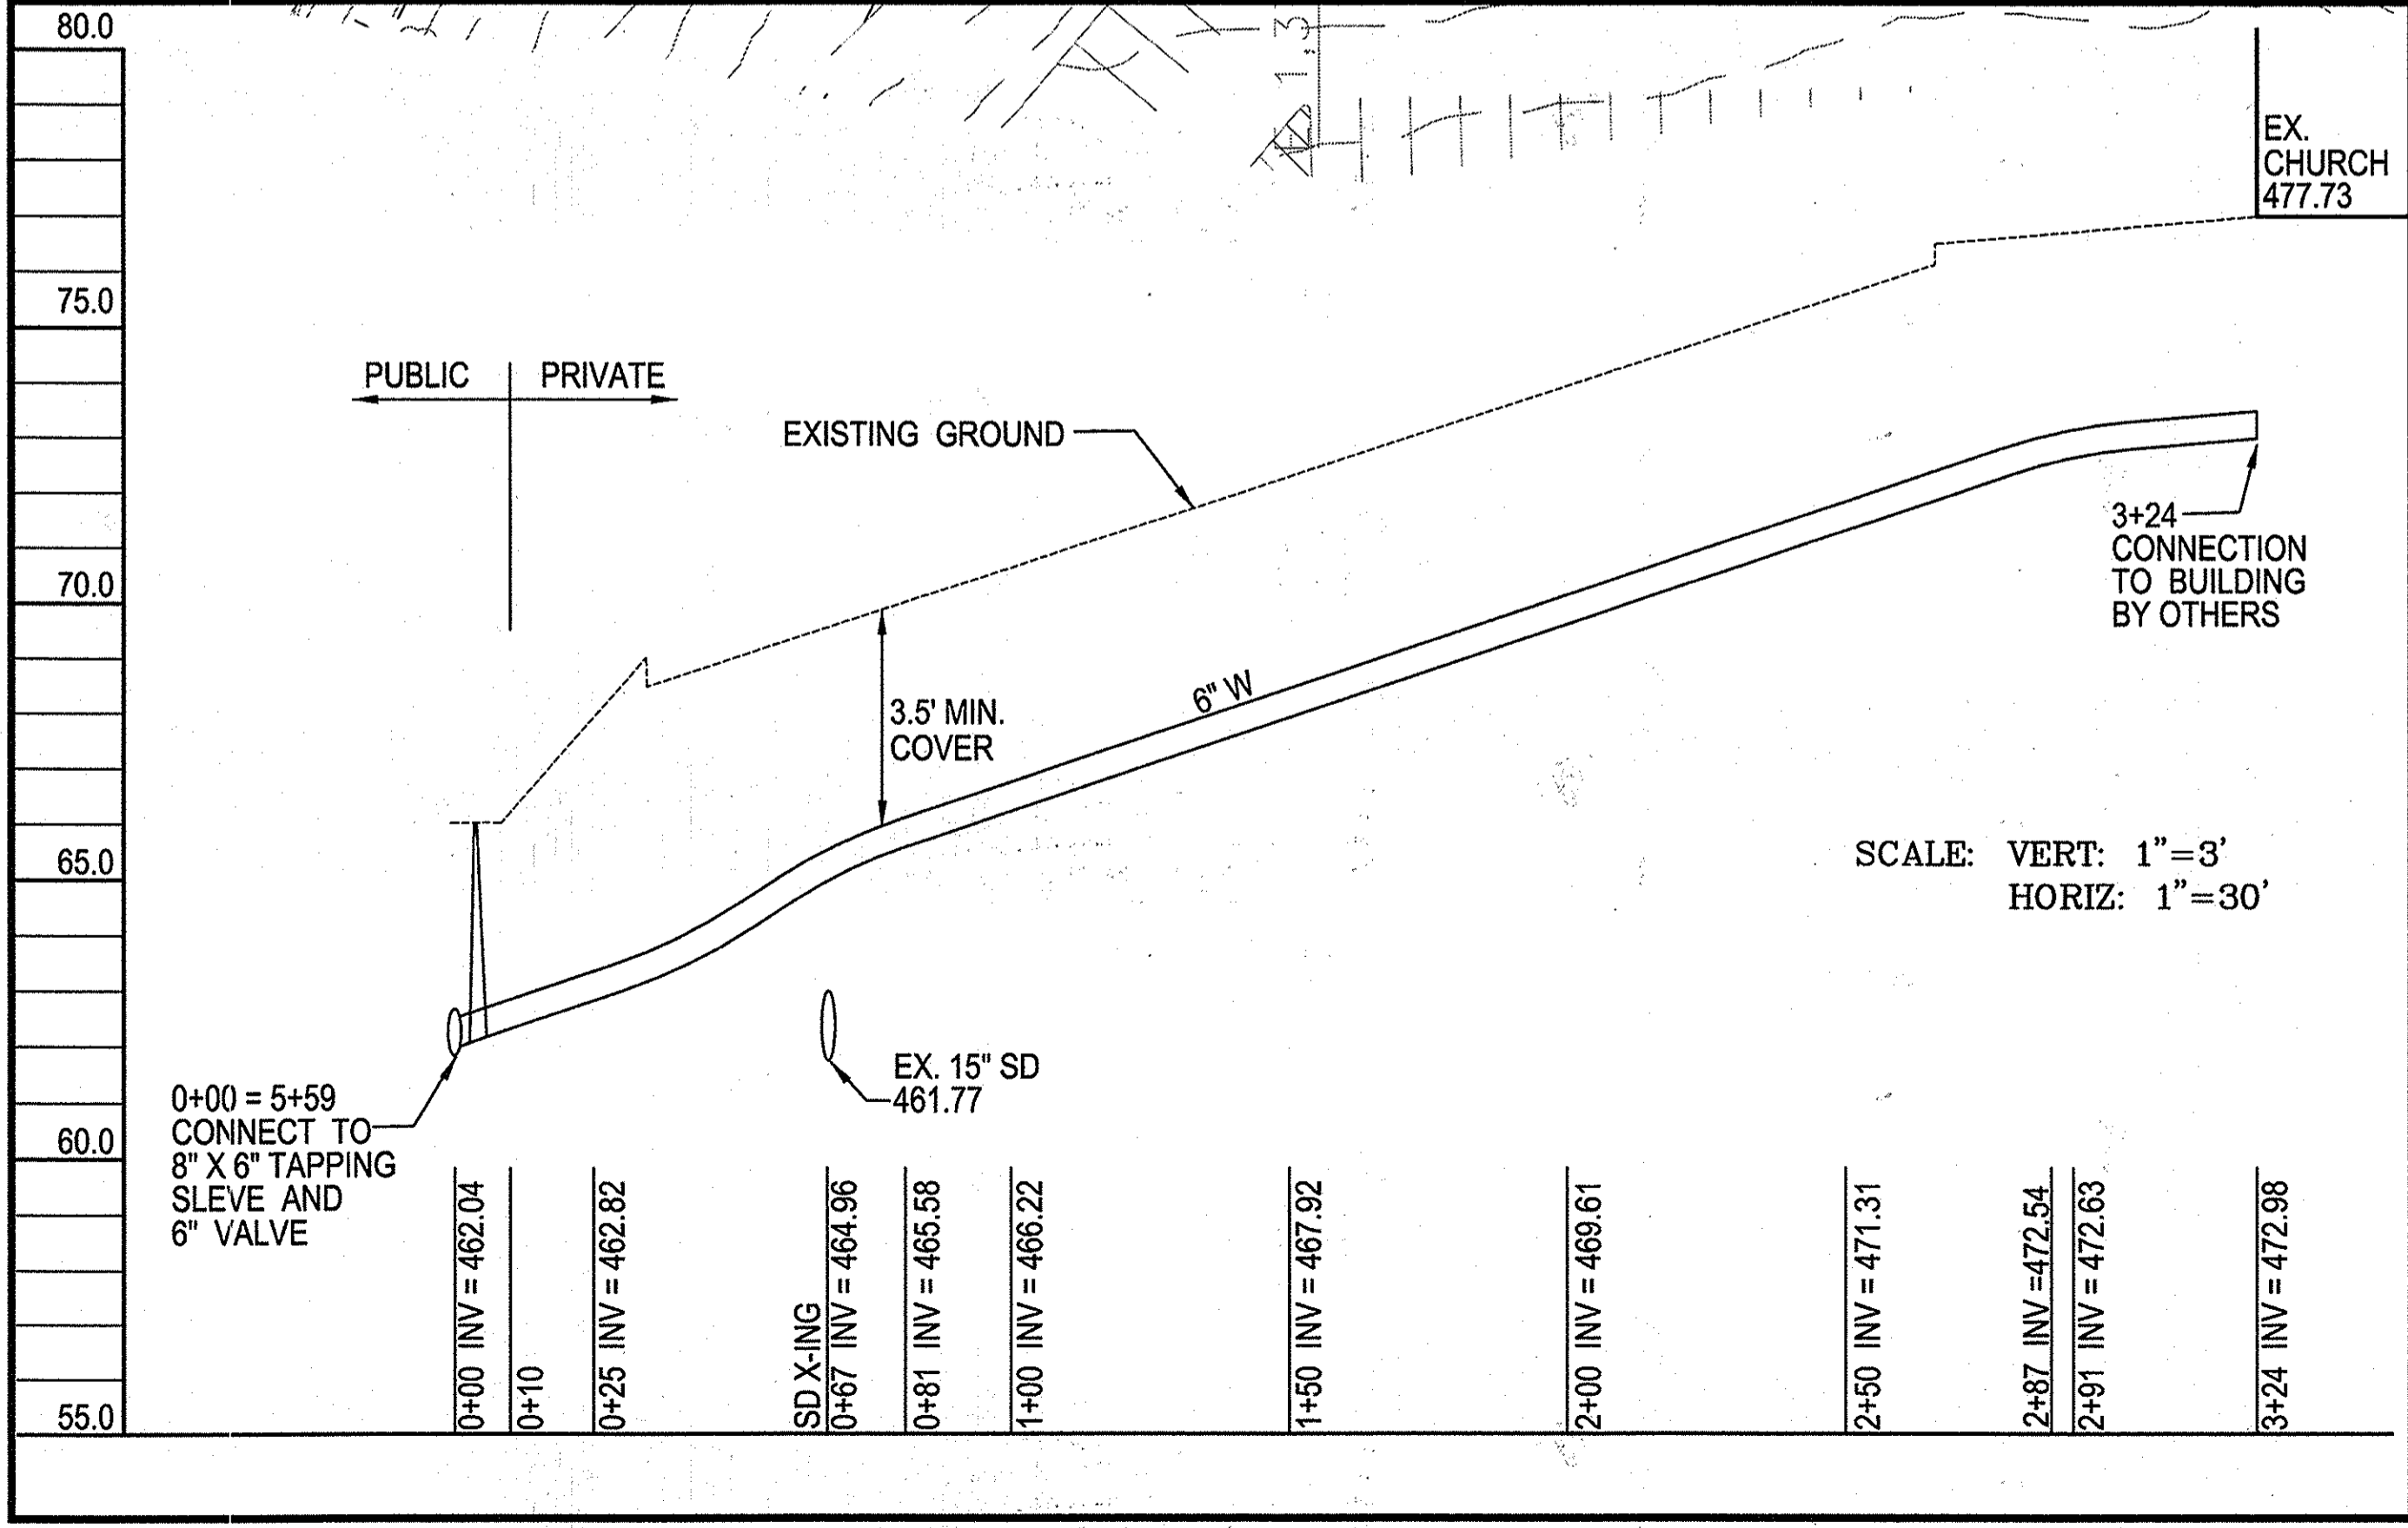 80.0
75.0
70.0
65.0
60.0
55.0
EX.
CHURCH
477.73
PUBLIC PRIVATE
EXISTING GROUND
3.5' MIN.
COVER
6" W
3+24
CONNECTION
TO BUILDING
BY OTHERS
SCALE: VERT: 1"=3'
HORIZ: 1"=30'
EX. 15" SD
461.77
0+00 = 5+59
CONNECT TO
8" X 6" TAPPING
SLEVE AND
6" VALVE
0+00 INV = 462.04
0+10
0+25 INV = 462.82
SD X-ING
0+67 INV = 464.96
0+81 INV = 465.58
1+00 INV = 466.22
1+50 INV = 467.92
2+00 INV = 469.61
2+50 INV = 471.31
2+87 INV =472.54
2+91 INV = 472.63
3+24 INV = 472.98